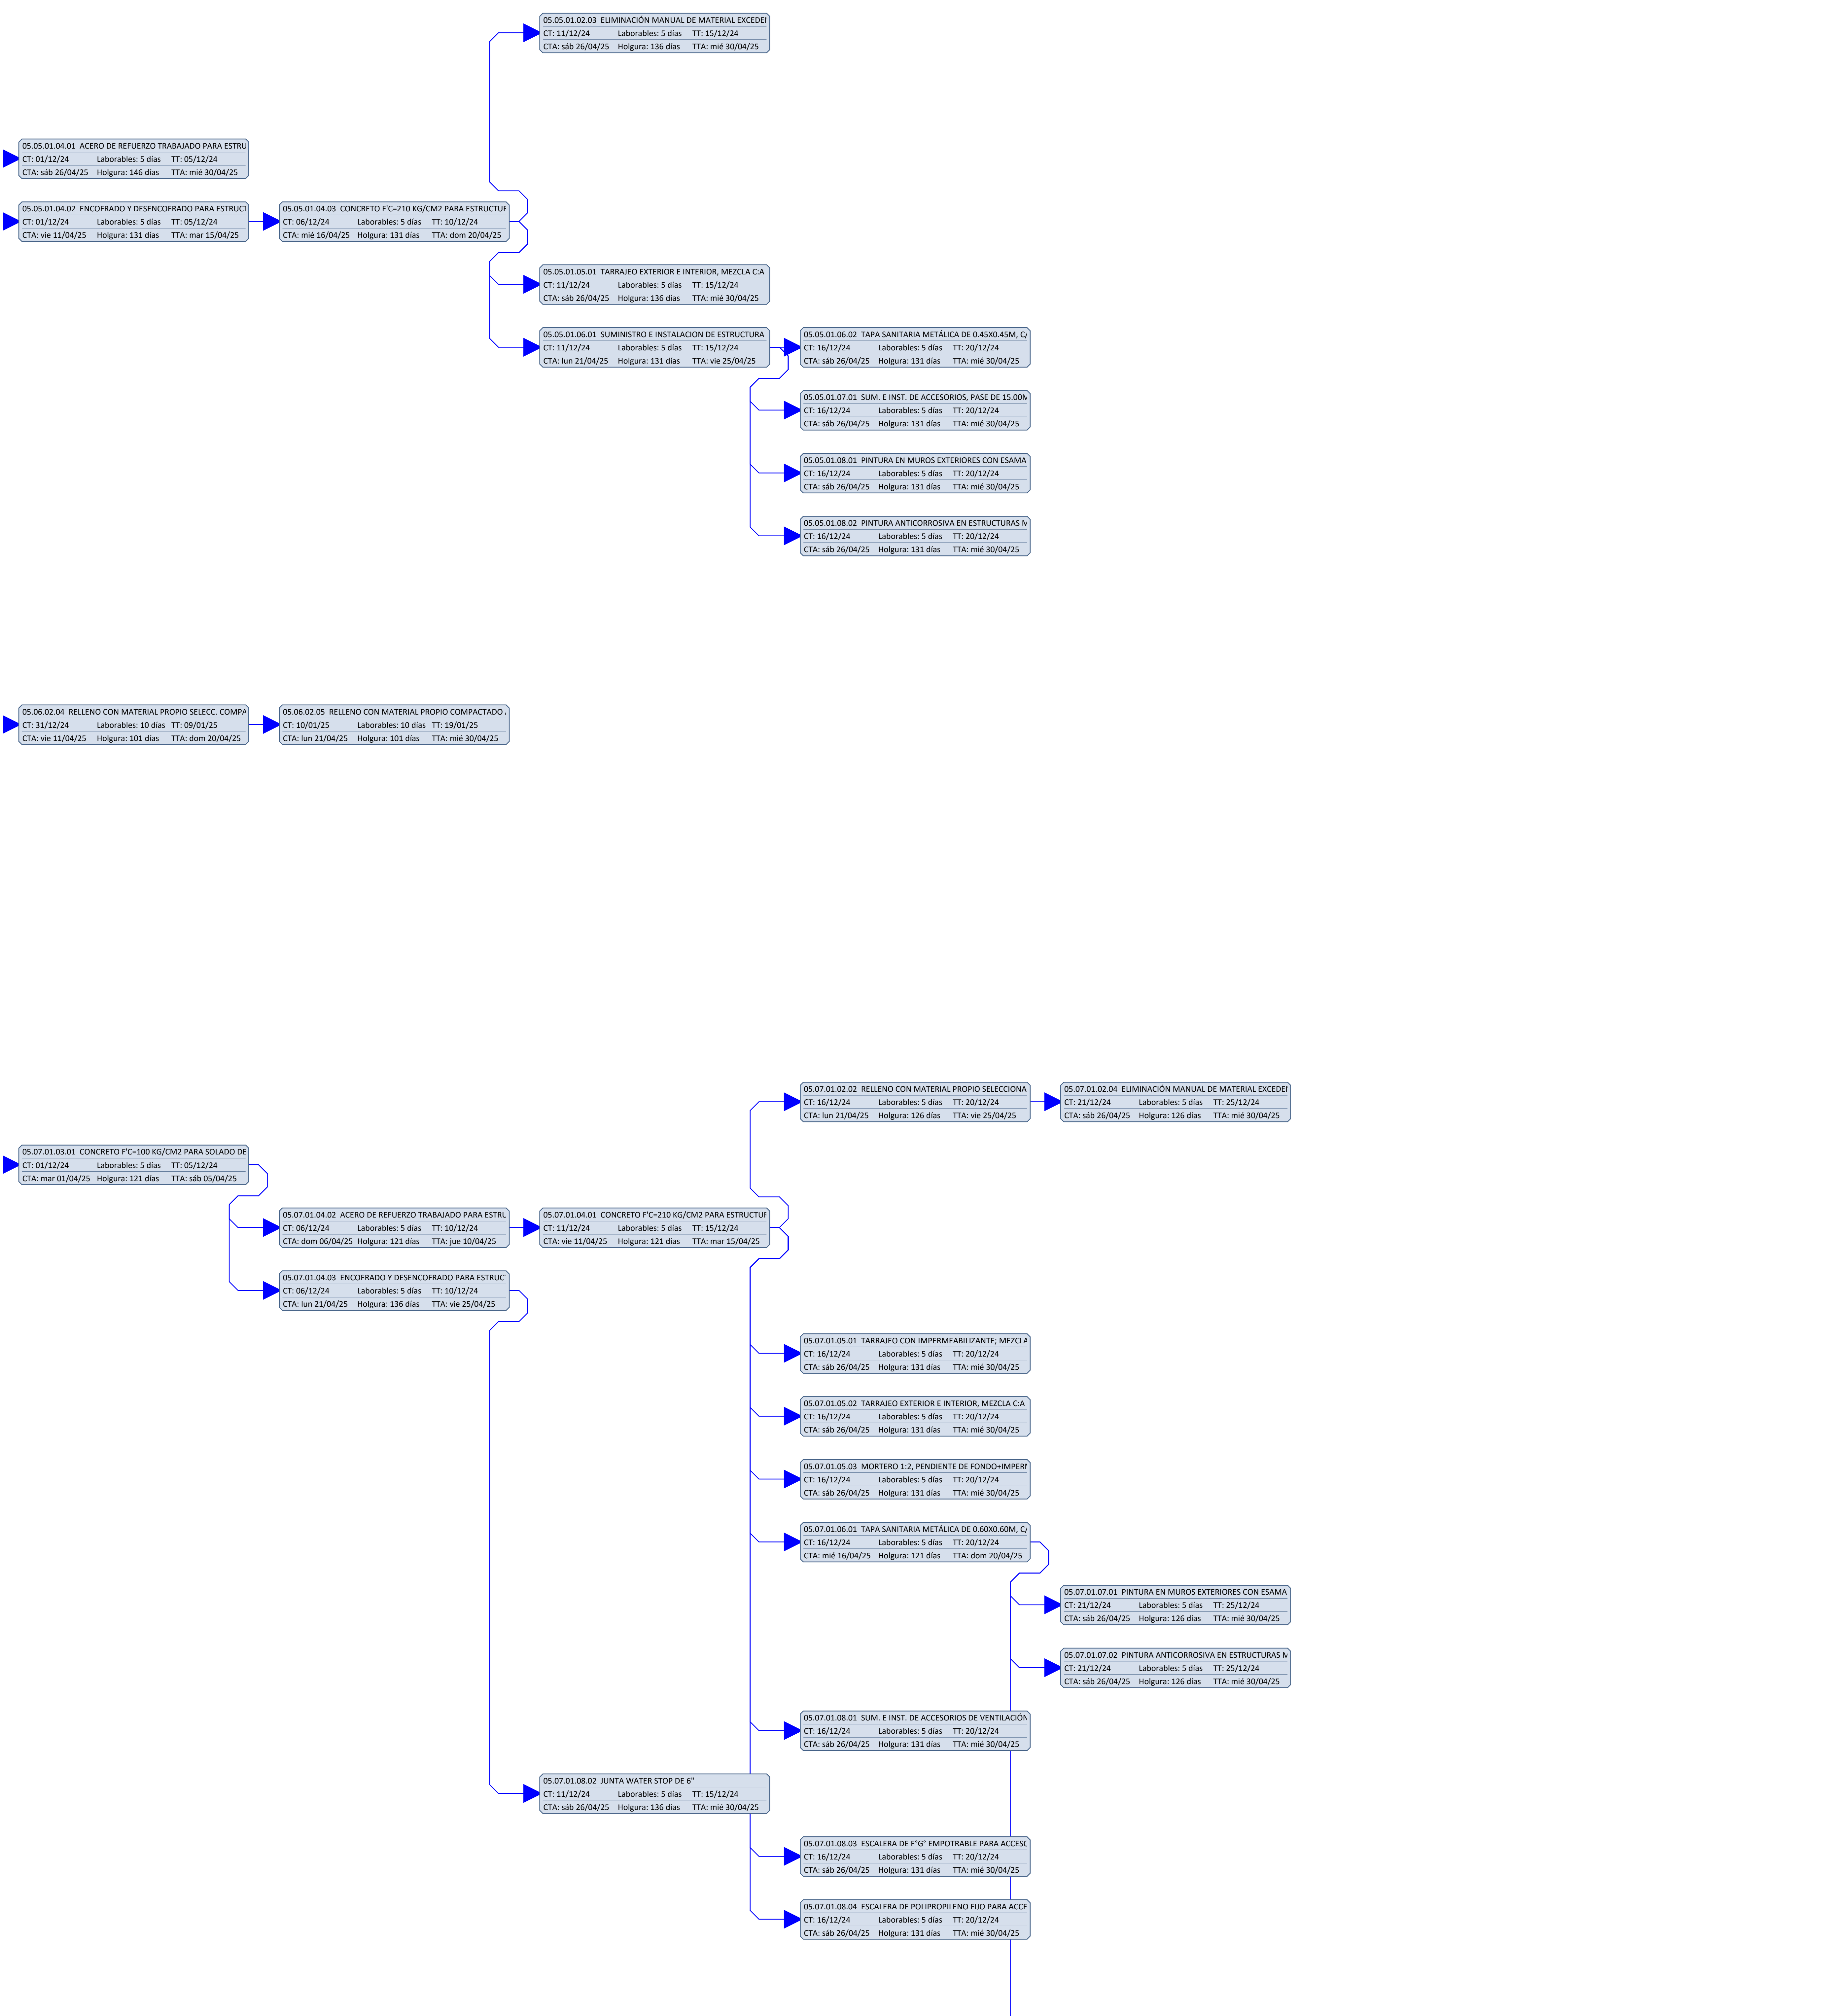 05.05.01.02.03 ELIMINACIÓN MANUAL DE MATERIAL EXCEDE
CT: 11/12/24 Laborables: 5 días TT: 15/12/24
CTA: sáb 26/04/25 Holgura: 136 días TTA: mié 30/04/25
05.05.01.04.01 ACERO DE REFUERZO TRABAJADO PARA ESTRU
CT: 01/12/24 Laborables: 5 días TT: 05/12/24
CTA: sáb 26/04/25 Holgura: 146 días TTA: mié 30/04/25
05.05.01.04.02 ENCOFRADO Y DESENCOFRADO PARA ESTRUCT
CT: 01/12/24 Laborables: 5 días TT: 05/12/24
CTA: vie 11/04/25 Holgura: 131 días TTA: mar 15/04/25
05.05.01.04.03 CONCRETO F'C=210 KG/CM2 PARA ESTRUCTUR
CT: 06/12/24 Laborables: 5 días TT: 10/12/24
CTA: mié 16/04/25 Holgura: 131 días TTA: dom 20/04/25
05.05.01.05.01 TARRAJEO EXTERIOR E INTERIOR, MEZCLA C:A
CT: 11/12/24 Laborables: 5 días TT: 15/12/24
CTA: sáb 26/04/25 Holgura: 136 días TTA: mié 30/04/25
05.05.01.06.01 SUMINISTRO E INSTALACION DE ESTRUCTURA
CT: 11/12/24 Laborables: 5 días TT: 15/12/24
CTA: lun 21/04/25 Holgura: 131 días TTA: vie 25/04/25
05.05.01.06.02 TAPA SANITARIA METÁLICA DE 0.45X0.45M, C/
CT: 16/12/24 Laborables: 5 días TT: 20/12/24
CTA: sáb 26/04/25 Holgura: 131 días TTA: mié 30/04/25
05.05.01.07.01 SUM. E INST. DE ACCESORIOS, PASE DE 15.00M
CT: 16/12/24 Laborables: 5 días TT: 20/12/24
CTA: sáb 26/04/25 Holgura: 131 días TTA: mié 30/04/25
05.05.01.08.01 PINTURA EN MUROS EXTERIORES CON ESAMA
CT: 16/12/24 Laborables: 5 días TT: 20/12/24
CTA: sáb 26/04/25 Holgura: 131 días TTA: mié 30/04/25
05.05.01.08.02 PINTURA ANTICORROSIVA EN ESTRUCTURAS M
CT: 16/12/24 Laborables: 5 días TT: 20/12/24
CTA: sáb 26/04/25 Holgura: 131 días TTA: mié 30/04/25
05.06.02.04 RELLENO CON MATERIAL PROPIO SELECC. COMPA
CT: 31/12/24 Laborables: 10 días TT: 09/01/25
CTA: vie 11/04/25 Holgura: 101 días TTA: dom 20/04/25
05.06.02.05 RELLENO CON MATERIAL PROPIO COMPACTADO
CT: 10/01/25 Laborables: 10 días TT: 19/01/25
CTA: lun 21/04/25 Holgura: 101 días TTA: mié 30/04/25
05.07.01.02.02 RELLENO CON MATERIAL PROPIO SELECCIONA
CT: 16/12/24 Laborables: 5 días TT: 20/12/24
CTA: lun 21/04/25 Holgura: 126 días TTA: vie 25/04/25
05.07.01.02.04 ELIMINACIÓN MANUAL DE MATERIAL EXCEDE
CT: 21/12/24 Laborables: 5 días TT: 25/12/24
CTA: sáb 26/04/25 Holgura: 126 días TTA: mié 30/04/25
05.07.01.03.01 CONCRETO F'C=100 KG/CM2 PARA SOLADO DE
CT: 01/12/24 Laborables: 5 días TT: 05/12/24
CTA: mar 01/04/25 Holgura: 121 días TTA: sáb 05/04/25
05.07.01.04.02 ACERO DE REFUERZO TRABAJADO PARA ESTRU
CT: 06/12/24 Laborables: 5 días TT: 10/12/24
CTA: dom 06/04/25 Holgura: 121 días TTA: jue 10/04/25
05.07.01.04.01 CONCRETO F'C=210 KG/CM2 PARA ESTRUCTUR
CT: 11/12/24 Laborables: 5 días TT: 15/12/24
CTA: vie 11/04/25 Holgura: 121 días TTA: mar 15/04/25
05.07.01.04.03 ENCOFRADO Y DESENCOFRADO PARA ESTRUCT
CT: 06/12/24 Laborables: 5 días TT: 10/12/24
CTA: lun 21/04/25 Holgura: 136 días TTA: vie 25/04/25
05.07.01.05.01 TARRAJEO CON IMPERMEABILIZANTE; MEZCLA
CT: 16/12/24 Laborables: 5 días TT: 20/12/24
CTA: sáb 26/04/25 Holgura: 131 días TTA: mié 30/04/25
05.07.01.05.02 TARRAJEO EXTERIOR E INTERIOR, MEZCLA C:A
CT: 16/12/24 Laborables: 5 días TT: 20/12/24
CTA: sáb 26/04/25 Holgura: 131 días TTA: mié 30/04/25
05.07.01.05.03 MORTERO 1:2, PENDIENTE DE FONDO+IMPERM
CT: 16/12/24 Laborables: 5 días TT: 20/12/24
CTA: sáb 26/04/25 Holgura: 131 días TTA: mié 30/04/25
05.07.01.06.01 TAPA SANITARIA METÁLICA DE 0.60X0.60M, C/
CT: 16/12/24 Laborables: 5 días TT: 20/12/24
CTA: mié 16/04/25 Holgura: 121 días TTA: dom 20/04/25
05.07.01.07.01 PINTURA EN MUROS EXTERIORES CON ESAMA
CT: 21/12/24 Laborables: 5 días TT: 25/12/24
CTA: sáb 26/04/25 Holgura: 126 días TTA: mié 30/04/25
05.07.01.07.02 PINTURA ANTICORROSIVA EN ESTRUCTURAS M
CT: 21/12/24 Laborables: 5 días TT: 25/12/24
CTA: sáb 26/04/25 Holgura: 126 días TTA: mié 30/04/25
05.07.01.08.01 SUM. E INST. DE ACCESORIOS DE VENTILACIÓN
CT: 16/12/24 Laborables: 5 días TT: 20/12/24
CTA: sáb 26/04/25 Holgura: 131 días TTA: mié 30/04/25
05.07.01.08.02 JUNTA WATER STOP DE 6"
CT: 11/12/24 Laborables: 5 días TT: 15/12/24
CTA: sáb 26/04/25 Holgura: 136 días TTA: mié 30/04/25
05.07.01.08.03 ESCALERA DE F°G° EMPOTRABLE PARA ACCESO
CT: 16/12/24 Laborables: 5 días TT: 20/12/24
CTA: sáb 26/04/25 Holgura: 131 días TTA: mié 30/04/25
05.07.01.08.04 ESCALERA DE POLIPROPILENO FIJO PARA ACCE
CT: 16/12/24 Laborables: 5 días TT: 20/12/24
CTA: sáb 26/04/25 Holgura: 131 días TTA: mié 30/04/25